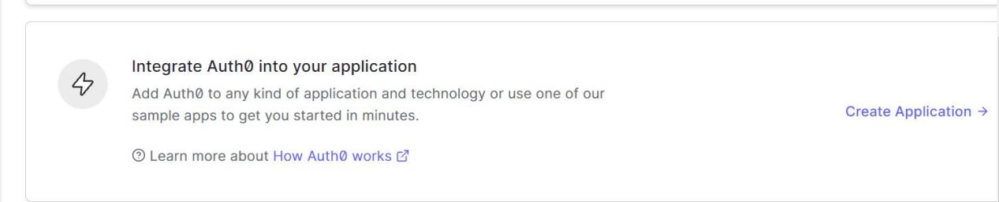 Integrate Auth0 into your application
Add Auth0 to any kind of application and technology or use one of our
sample apps to get you started in minutes.
Create Application →
Learn more about How Auth0 works